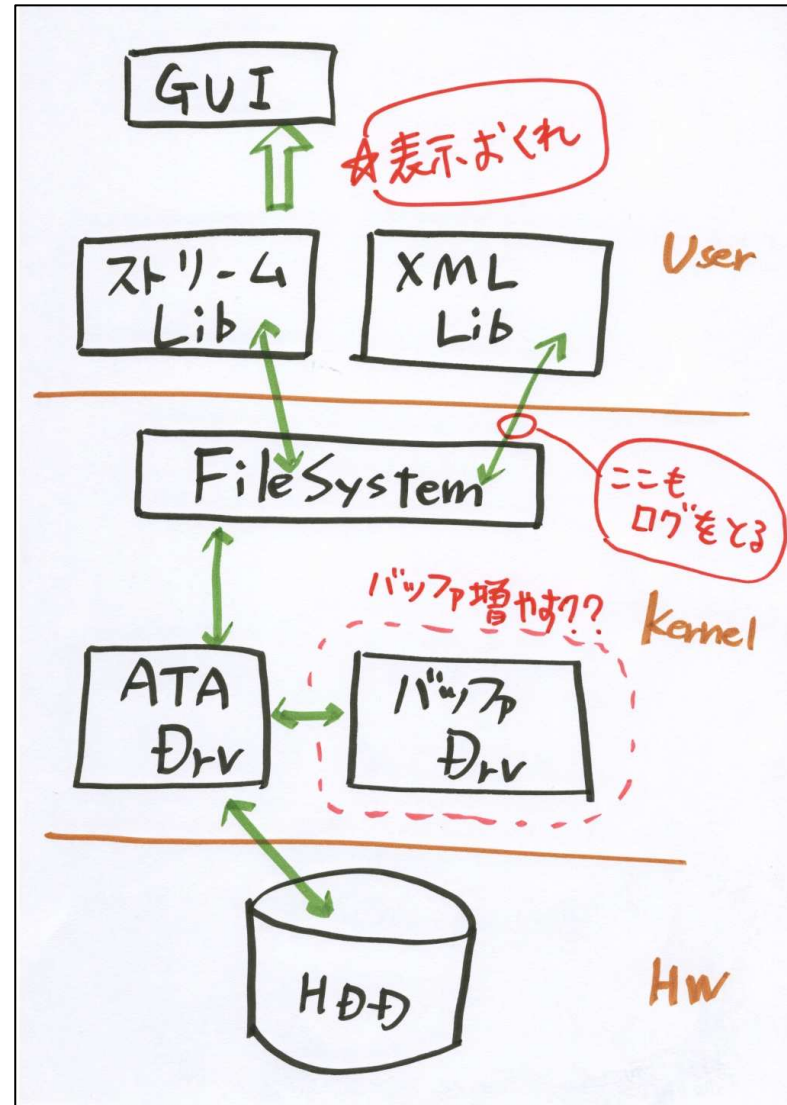 GUI
☆表示おくれ
ストリーム
Lib
XML
Lib
User
FileSystem
ここも
ログをとる
バッファ増やす??
kernel
ATA
Drv
バッファ
Drv
HDD
HW